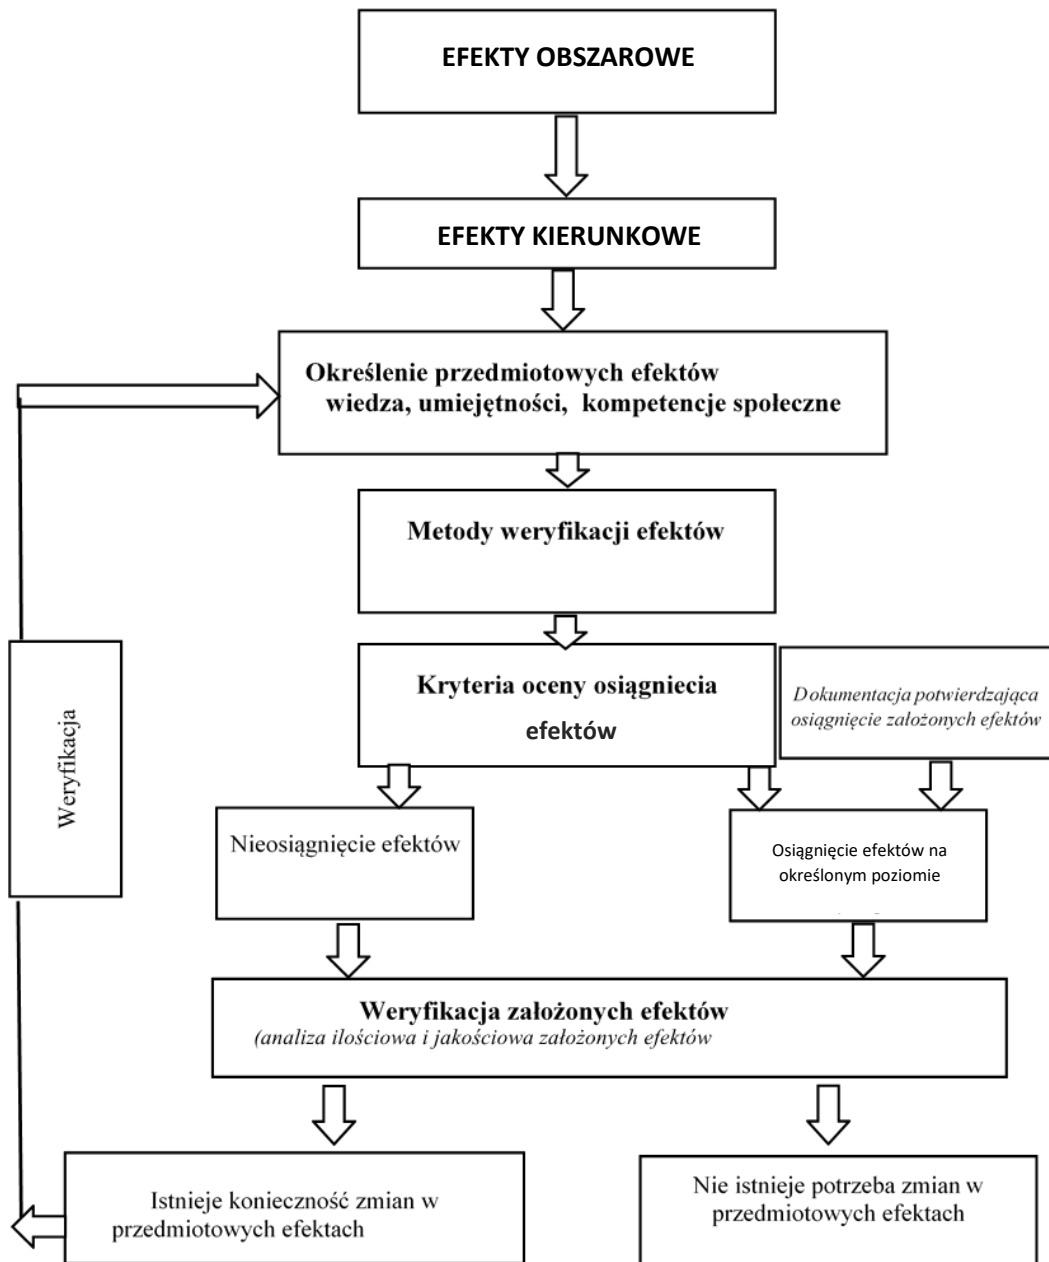 EFEKTY OBSZAROWE
EFEKTY KIERUNKOWE
Określenie przedmiotowych efektów
wiedza, umiejętności, kompetencje społeczne
Metody weryfikacji efektów
Kryteria oceny osiągniecia
efektów
Dokumentacja potwierdzająca
osiągnięcie założonych efektów
Weryfikacja
Nieosiągnięcie efektów
Osiągnięcie efektów na
określonym poziomie
Weryfikacja założonych efektów
(analiza ilościowa i jakościowa założonych efektów
Istnieje konieczność zmian w
przedmiotowych efektach
Nie istnieje potrzeba zmian w
przedmiotowych efektach